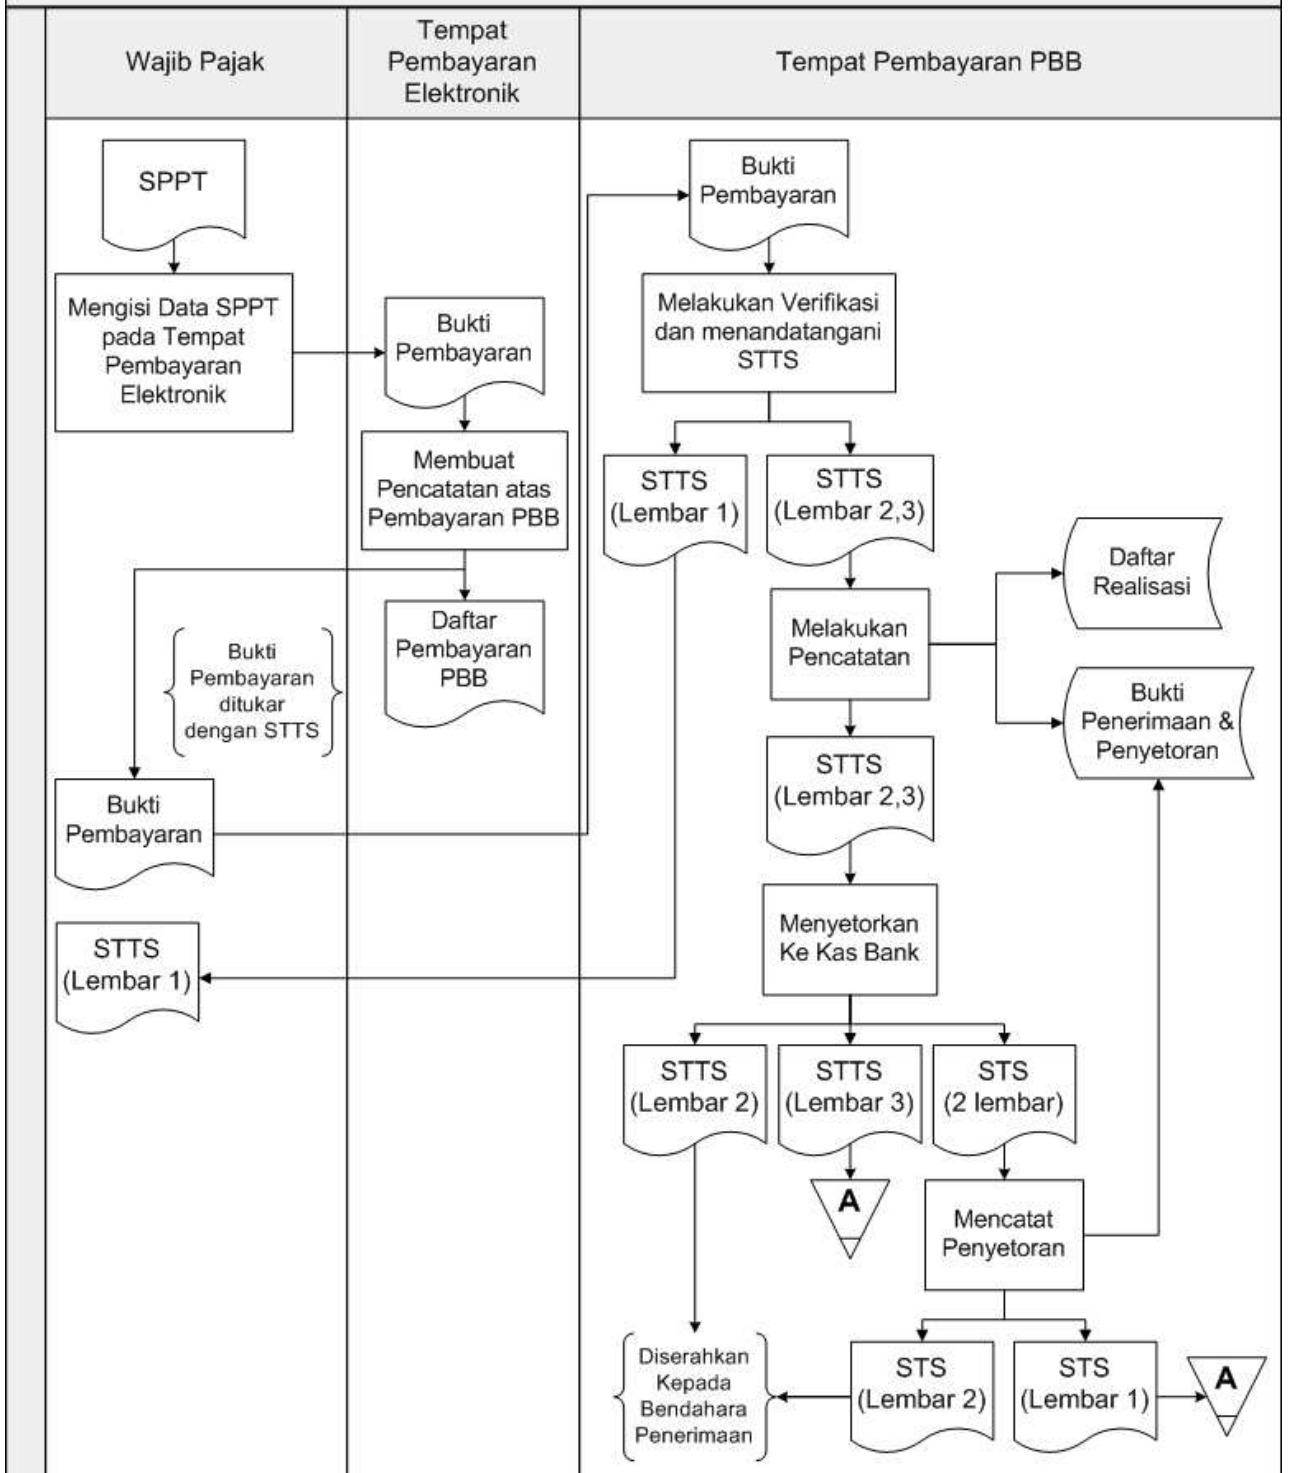 Wajib Pajak
Tempat
Pembayaran
Elektronik
Tempat Pembayaran PBB
SPPT
Mengisi Data SPPT
pada Tempat
Pembayaran
Elektronik
Bukti
Pembayaran
Membuat
Pencatatan atas
Pembayaran PBB
Daftar
Pembayaran
PBB
Bukti
Pembayaran
ditukar
dengan STTS
Bukti
Pembayaran
STTS
(Lembar 1)
Bukti
Pembayaran
Melakukan Verifikasi
dan menandatangani
STTS
STTS
(Lembar 1)
STTS
(Lembar 2,3)
Melakukan
Pencatatan
Daftar
Realisasi
Bukti
Penerimaan &
Penyetoran
STTS
(Lembar 2,3)
Menyetorkan
Ke Kas Bank
STTS
(Lembar 2)
STTS
(Lembar 3)
STS
(2 lembar)
A
Mencatat
Penyetoran
Diserahkan
Kepada
Bendahara
Penerimaan
STS
(Lembar 2)
STS
(Lembar 1)
A